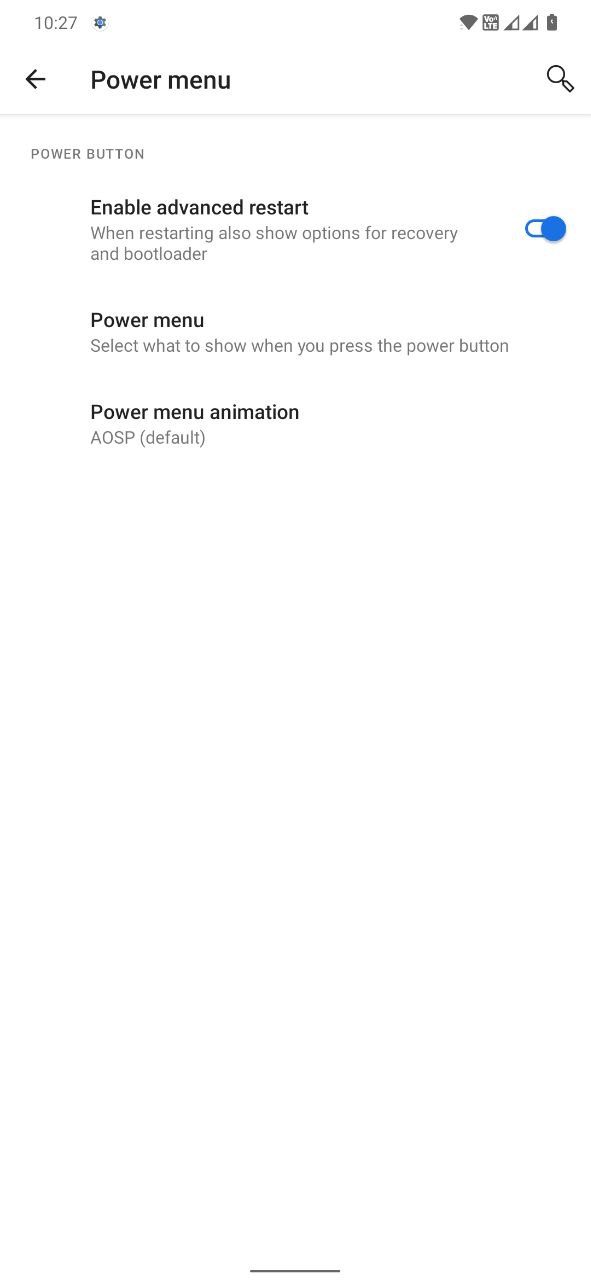 10:27
Vo
LTE
Power menu
POWER BUTTON
Enable advanced restart
When restarting also show options for recovery
and bootloader
Power menu
Select what to show when you press the power button
Power menu animation
AOSP (default)